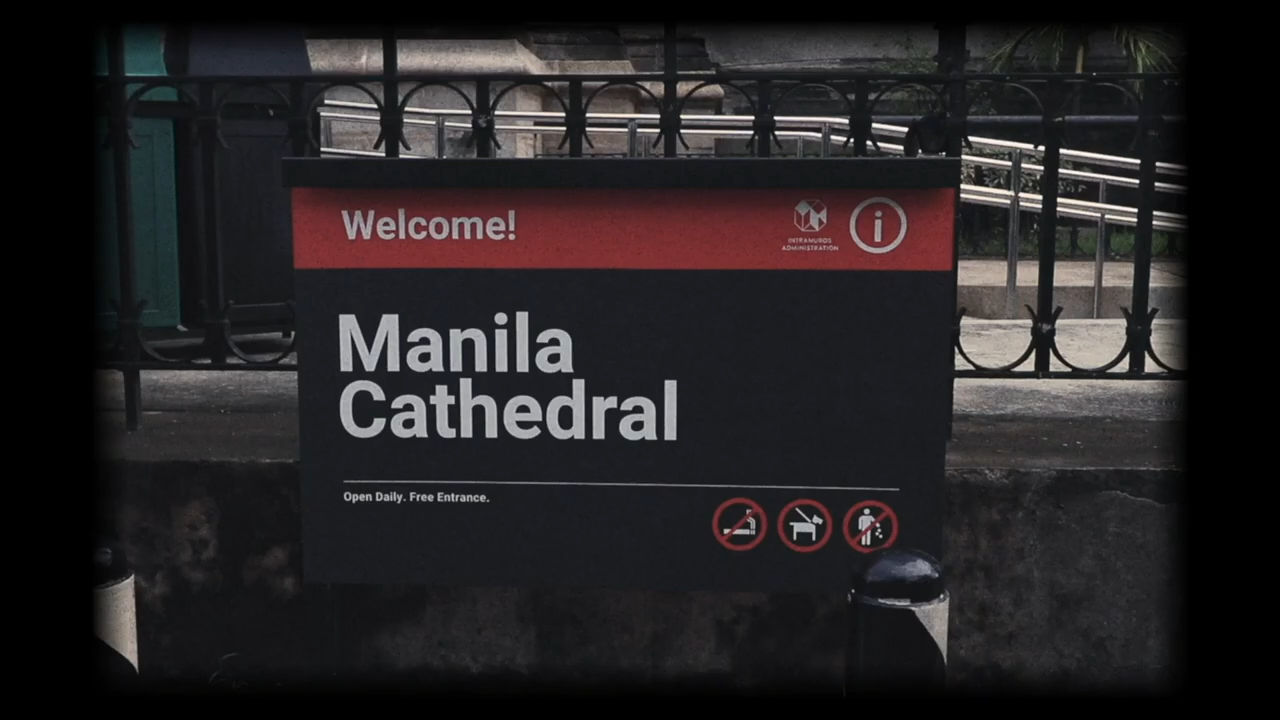 Welcome!
INTRAMUROS
ADMINISTRATION
i
Manila
Cathedral
Open Daily. Free Entrance.